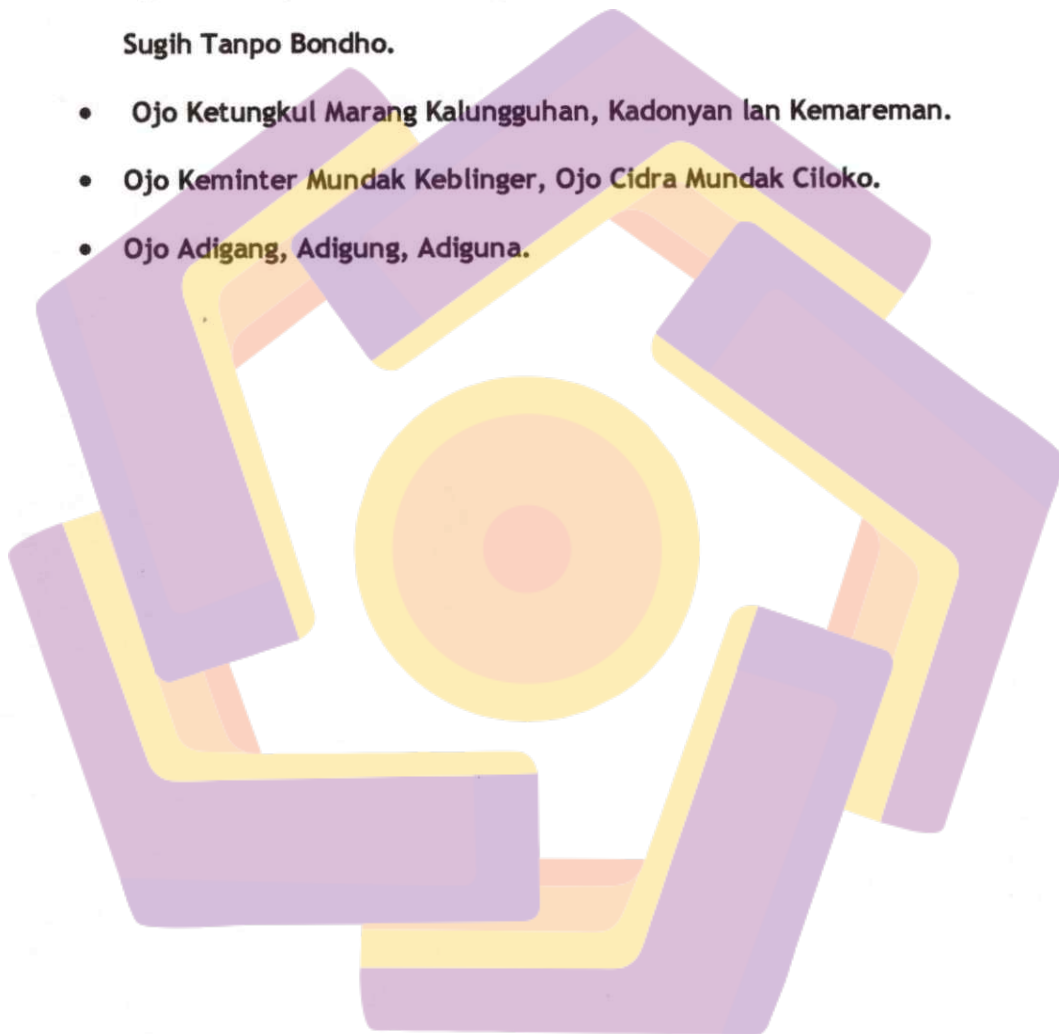 Sugih Tanpo Bondho.
• Ojo Ketungkul Marang Kalungguhan, Kadonyan lan Kemareman.
• Ojo Keminter Mundak Keblinger, Ojo Cidra Mundak Ciloko.
• Ojo Adigang, Adigung, Adiguna.